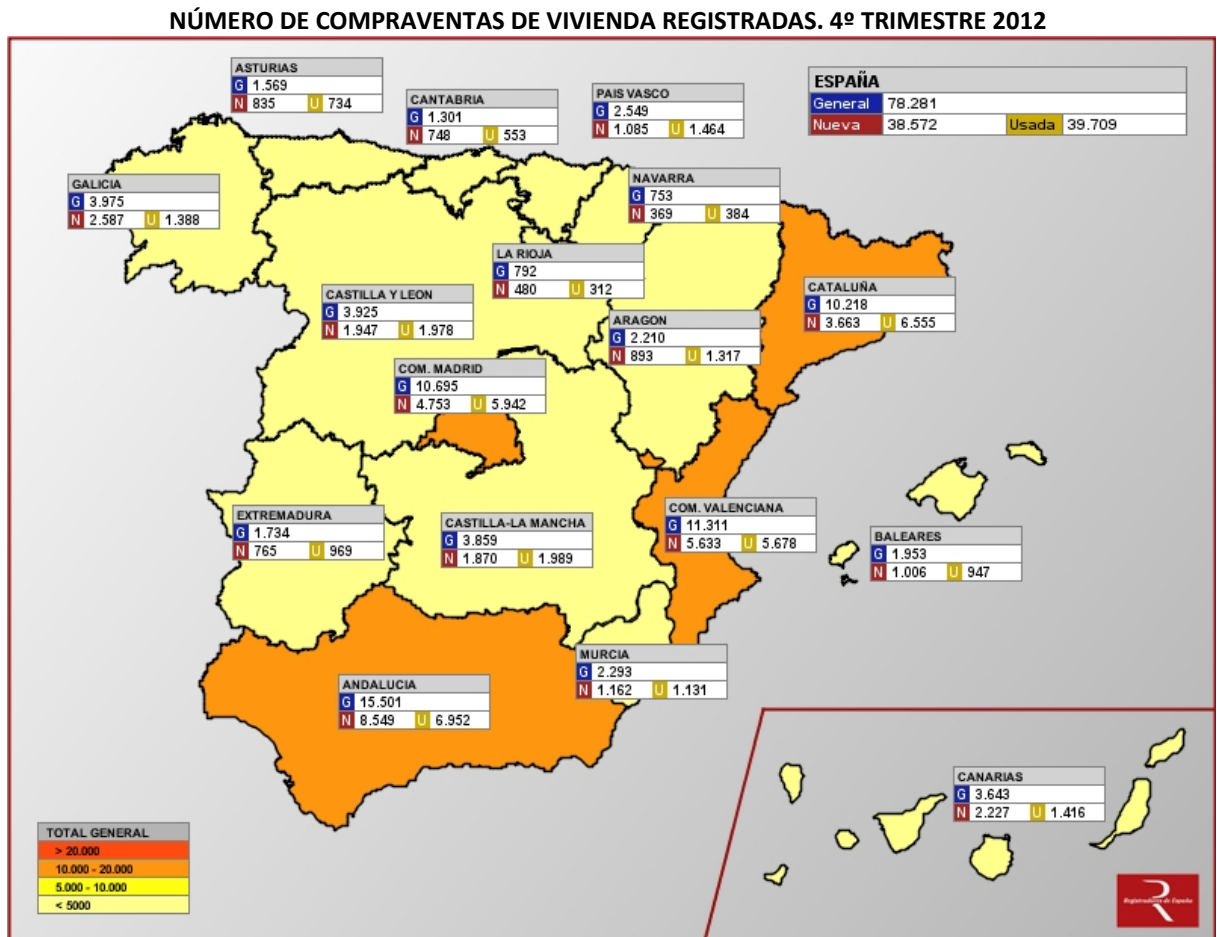 NÚMERO DE COMPRAVENTAS DE VIVIENDA REGISTRADAS. 4º TRIMESTRE 2012
ASTURIAS
G 1.569
N 835 U 734
CANTABRIA
G 1.301
N 748 U 553
PAIS VASCO
G 2.549
N 1.085 U 1.464
ESPAÑA
General 78.281
Nueva 38.572 Usada 39.709
GALICIA
G 3.975
N 2.587 U 1.388
NAVARRA
G 753
N 369 U 384
LA RIOJA
G 792
N 480 U 312
CASTILLA Y LEON
G 3.925
N 1.947 U 1.978
CATALUÑA
G 10.218
N 3.663 U 6.555
ARAGON
G 2.210
N 893 U 1.317
COM. MADRID
G 10.695
N 4.753 U 5.942
EXTREMADURA
G 1.734
N 765 U 969
CASTILLA-LA MANCHA
G 3.859
N 1.870 U 1.989
COM. VALENCIANA
G 11.311
N 5.633 U 5.678
BALEARES
G 1.953
N 1.006 U 947
MURCIA
G 2.293
N 1.162 U 1.131
ANDALUCIA
G 15.501
N 8.549 U 6.952
CANARIAS
G 3.643
N 2.227 U 1.416
TOTAL GENERAL
> 20.000
10.000 - 20.000
5.000 - 10.000
< 5000
Registradores de España